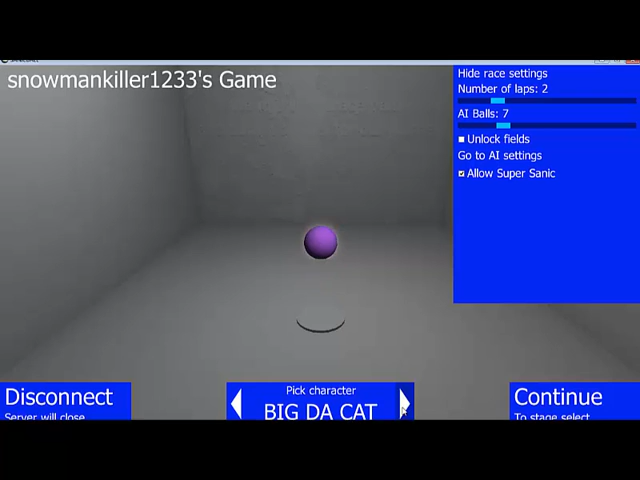 snowmankiller1233's Game
Hide race settings
Number of laps: 2
AI Balls: 7
Unlock fields
Go to AI settings
Allow Super Sanic
Disconnect
Server will close
Pick character
BIG DA CAT
Continue
To stage select